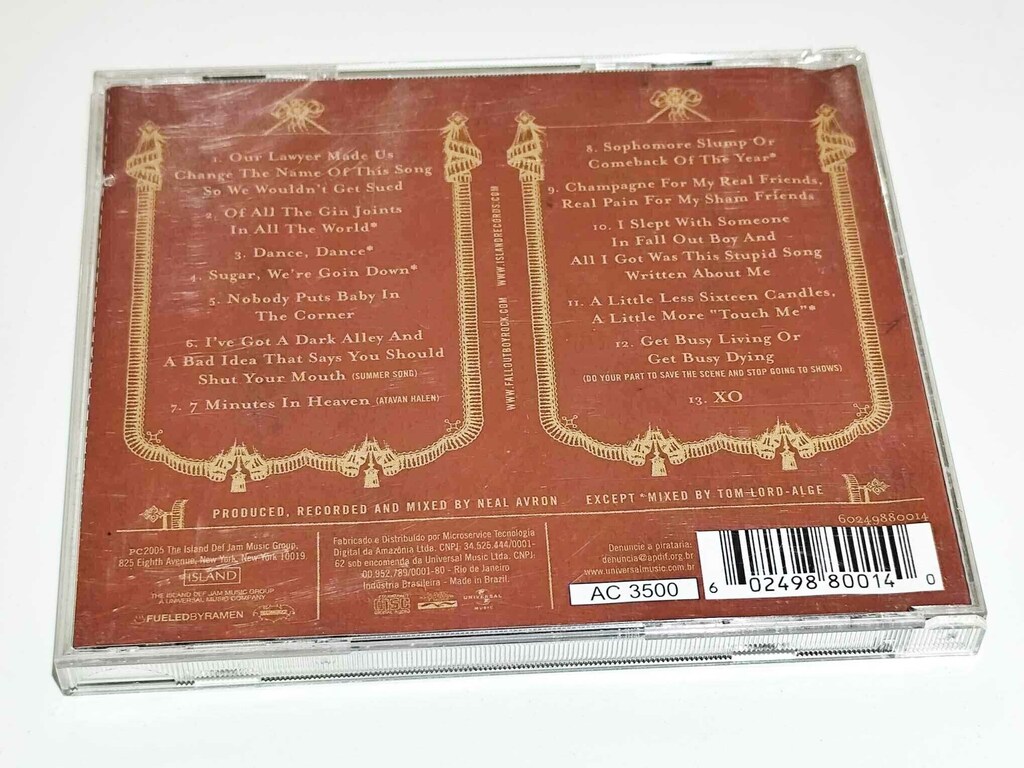 1. Our Lawyer Made Us
Change The Name Of This Song
So We Wouldn't Get Sued
2. Of All The Gin Joints
In All The World*
3. Dance, Dance*
4. Sugar, We're Goin Down*
5. Nobody Puts Baby In
The Corner
6. I've Got A Dark Alley And
A Bad Idea That Says You Should
Shut Your Mouth (SUMMER SONG)
7. 7 Minutes In Heaven (ATAVAN HALEN)
WWW.FALLOUTBOYROCK.COM WWW.ISLANDRECORDS.COM
8. Sophomore Slump Or
Comeback Of The Year*
9. Champagne For My Real Friends,
Real Pain For My Sham Friends
10. I Slept With Someone
In Fall Out Boy And
All I Got Was This Stupid Song
Written About Me
11. A Little Less Sixteen Candles,
A Little More "Touch Me"*
12. Get Busy Living Or
Get Busy Dying
(DO YOUR PART TO SAVE THE SCENE AND STOP GOING TO SHOWS)
13. XO
PRODUCED, RECORDED AND MIXED BY NEAL AVRON EXCEPT *MIXED BY TOM LORD-ALGE
60249880014
PC2005 The Island Def Jam Music Group,
825 Eighth Avenue, New York, New York 10019.
ISLAND
THE ISLAND DEF JAM MUSIC GROUP
A UNIVERSAL MUSIC COMPANY
FUELEDBYRAMEN
Fabricado e Distribuído por Microservice Tecnologia
Digital da Amazônia Ltda. CNPJ: 34.525.444/0001-
62 sob encomenda da Universal Music Ltda. CNPJ:
00.952.789/0001-80 - Rio de Janeiro
Indústria Brasileira - Made in Brazil.
COMPACT disc DIGITAL AUDIO
UNIVERSAL
MUSIC
Denuncie a pirataria:
denuncia@apdif.org.br
www.universalmusic.com.br
AC 3500
6 02498 80014 0